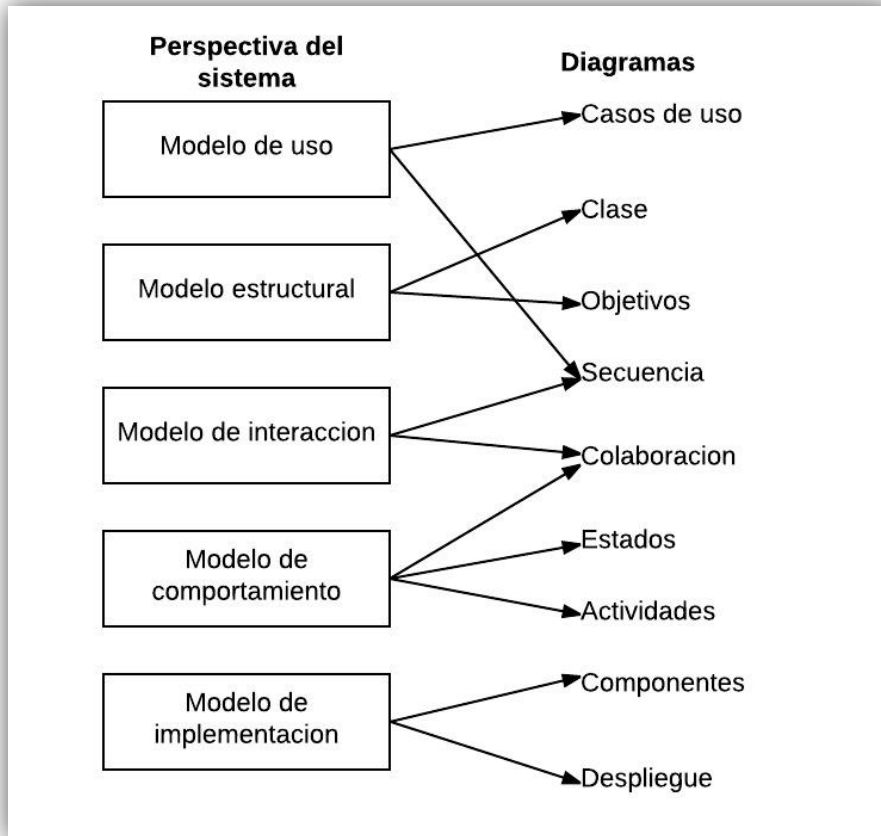 Perspectiva del
sistema
Diagramas
Modelo de uso
Casos de uso
Clase
Modelo estructural
Objetivos
Secuencia
Modelo de interaccion
Colaboracion
Modelo de
comportamiento
Estados
Actividades
Modelo de
implementacion
Componentes
Despliegue